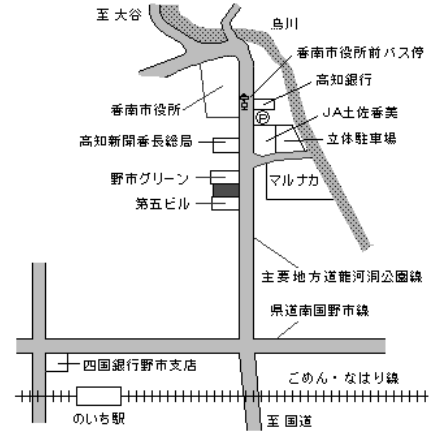 至 大谷
烏川
香南市役所前バス停
高知銀行
香南市役所
P
JA土佐香美
立体駐車場
高知新聞香長総局
野市グリーン
マルナカ
第五ビル
主要地方道龍河洞公園線
県道南国野市線
四国銀行野市支店
ごめん・なはり線
のいち駅
至 国道